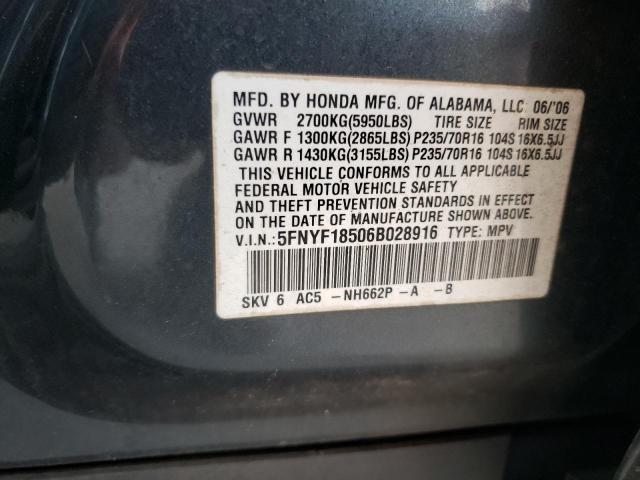 MFD. BY HONDA MFG. OF ALABAMA, LLC 06/'06
GVWR 2700KG(5950LBS) TIRE SIZE RIM SIZE
GAWR F 1300KG(2865LBS) P235/70R16 104S 16X6.5JJ
GAWR R 1430KG(3155LBS) P235/70R16 104S 16X6.5JJ
THIS VEHICLE CONFORMS TO ALL APPLICABLE
FEDERAL MOTOR VEHICLE SAFETY
AND THEFT PREVENTION STANDARDS IN EFFECT
ON THE DATE OF MANUFACTURE SHOWN ABOVE.
V.I.N.: 5FNYF18506B028916 TYPE: MPV
SKV 6 AC5 -NH662P -A -B